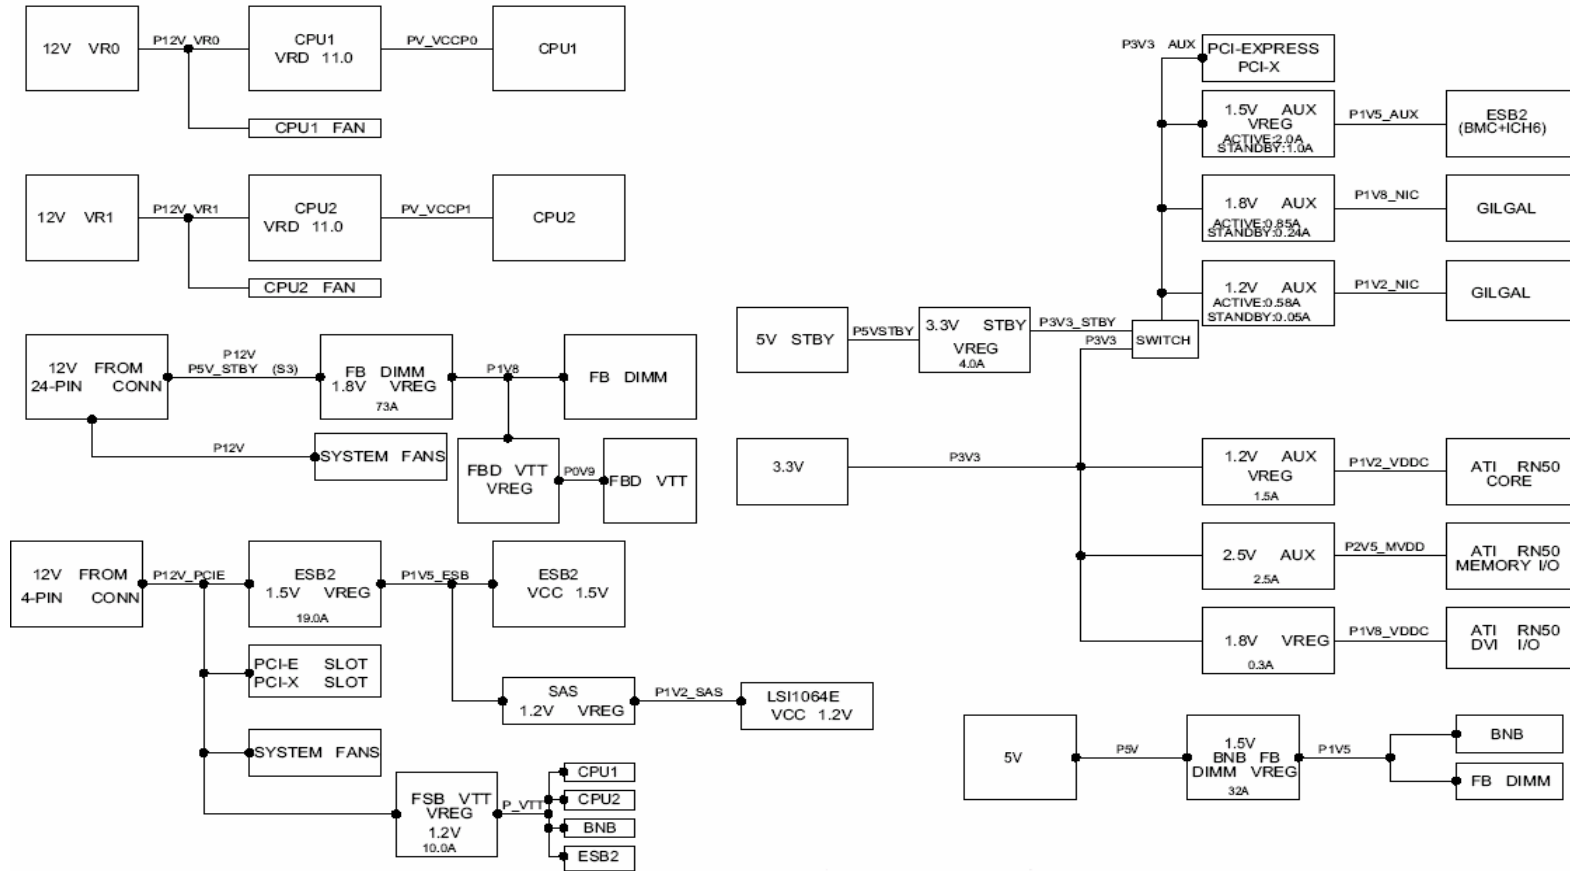 12V VR0
P12V_VR0
CPU1
VRD 11.0
PV_VCCP0
CPU1
CPU1 FAN
12V VR1
P12V_VR1
CPU2
VRD 11.0
PV_VCCP1
CPU2
CPU2 FAN
12V FROM
24-PIN CONN
P12V
P5V_STBY (S3)
FB DIMM
1.8V VREG
73A
P1V8
FB DIMM
P12V
SYSTEM FANS
FBD VTT
VREG
P0V9
FBD VTT
12V FROM
4-PIN CONN
P12V_PCIE
ESB2
1.5V VREG
19.0A
P1V5_ESB
ESB2
VCC 1.5V
PCI-E SLOT
PCI-X SLOT
SAS
1.2V VREG
P1V2_SAS
LSI1064E
VCC 1.2V
SYSTEM FANS
FSB VTT
VREG
1.2V
10.0A
P_VTT
CPU1
CPU2
BNB
ESB2
P3V3 AUX
PCI-EXPRESS
PCI-X
1.5V AUX
VREG
ACTIVE:2.0A
STANDBY:1.0A
P1V5_AUX
ESB2
(BMC+ICH6)
1.8V AUX
ACTIVE:0.85A
STANDBY:0.24A
P1V8_NIC
GILGAL
1.2V AUX
ACTIVE:0.58A
STANDBY:0.05A
P1V2_NIC
GILGAL
5V STBY
P5VSTBY
3.3V STBY
VREG
4.0A
P3V3_STBY
P3V3
SWITCH
3.3V
P3V3
1.2V AUX
VREG
1.5A
P1V2_VDDC
ATI RN50
CORE
2.5V AUX
2.5A
P2V5_MVDD
ATI RN50
MEMORY I/O
1.8V VREG
0.3A
P1V8_VDDC
ATI RN50
DVI I/O
5V
P5V
1.5V
BNB FB
DIMM VREG
32A
P1V5
BNB
FB DIMM